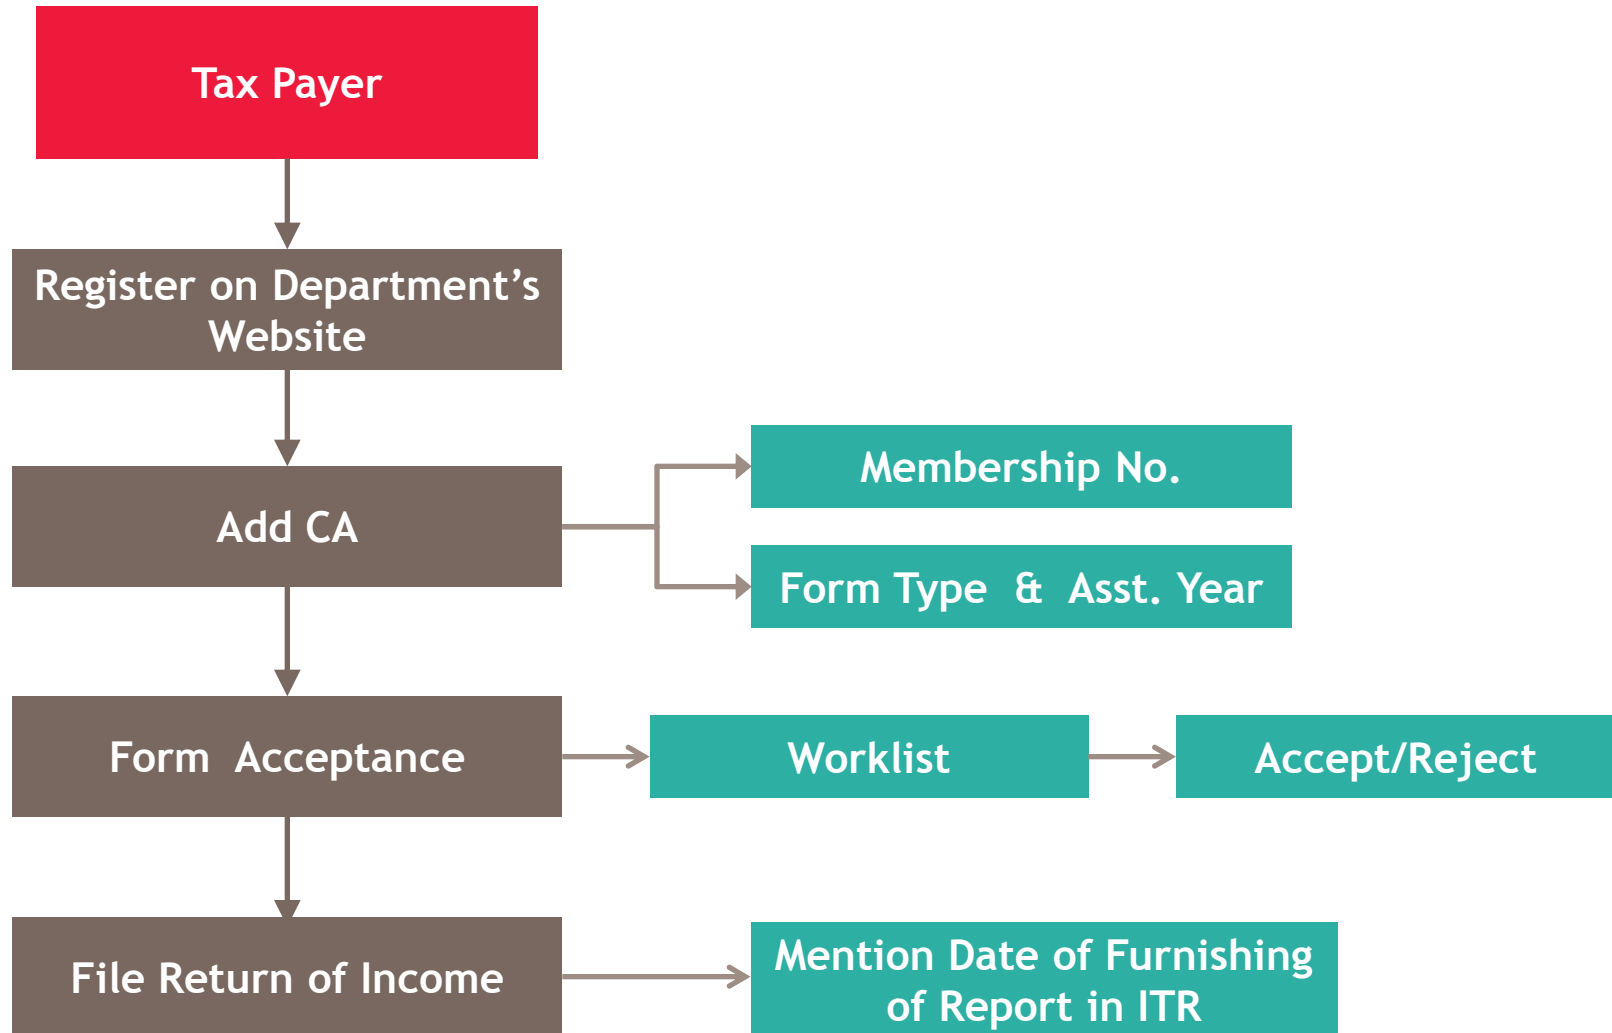 Tax Payer
Register on Department’s
Website
Add CA
Membership No.
Form Type & Asst. Year
Form Acceptance
Worklist
Accept/Reject
File Return of Income
Mention Date of Furnishing
of Report in ITR